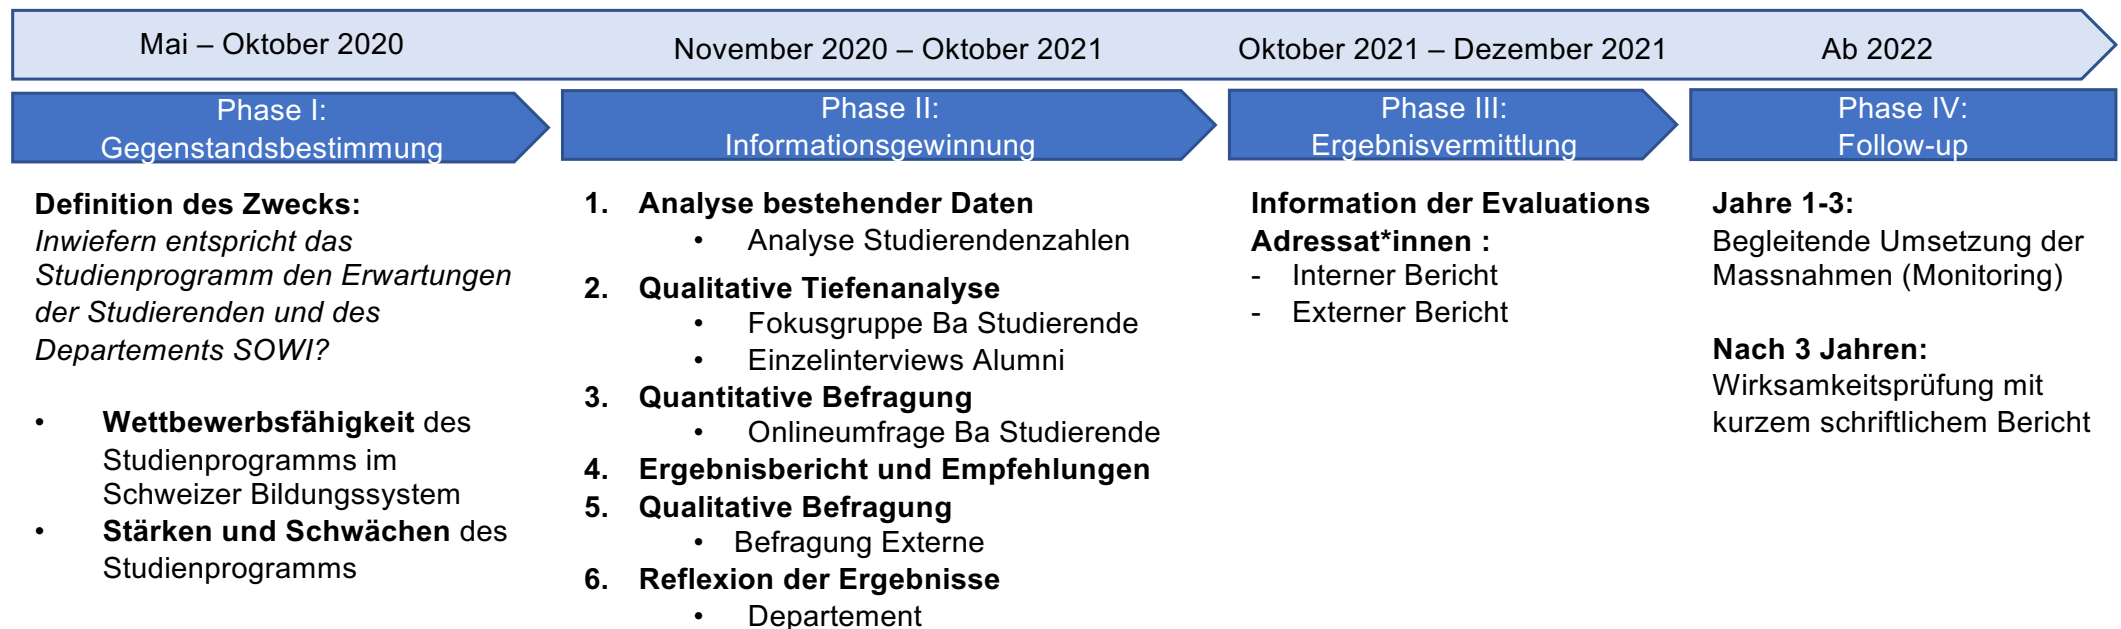 Mai – Oktober 2020
November 2020 – Oktober 2021
Oktober 2021 – Dezember 2021
Ab 2022
Phase I:
Gegenstandsbestimmung
Phase II:
Informationsgewinnung
Phase III:
Ergebnisvermittlung
Phase IV:
Follow-up
Definition des Zwecks:
Inwiefern entspricht das
Studienprogramm den Erwartungen
der Studierenden und des
Departements SOWI?
• Wettbewerbsfähigkeit des
Studienprogramms im
Schweizer Bildungssystem
• Stärken und Schwächen des
Studienprogramms
1. Analyse bestehender Daten
• Analyse Studierendenzahlen
2. Qualitative Tiefenanalyse
• Fokusgruppe Ba Studierende
• Einzelinterviews Alumni
3. Quantitative Befragung
• Onlineumfrage Ba Studierende
4. Ergebnisbericht und Empfehlungen
5. Qualitative Befragung
• Befragung Externe
6. Reflexion der Ergebnisse
• Departement
Information der Evaluations
Adressat*innen :
- Interner Bericht
- Externer Bericht
Jahre 1-3:
Begleitende Umsetzung der
Massnahmen (Monitoring)
Nach 3 Jahren:
Wirksamkeitsprüfung mit
kurzem schriftlichem Bericht